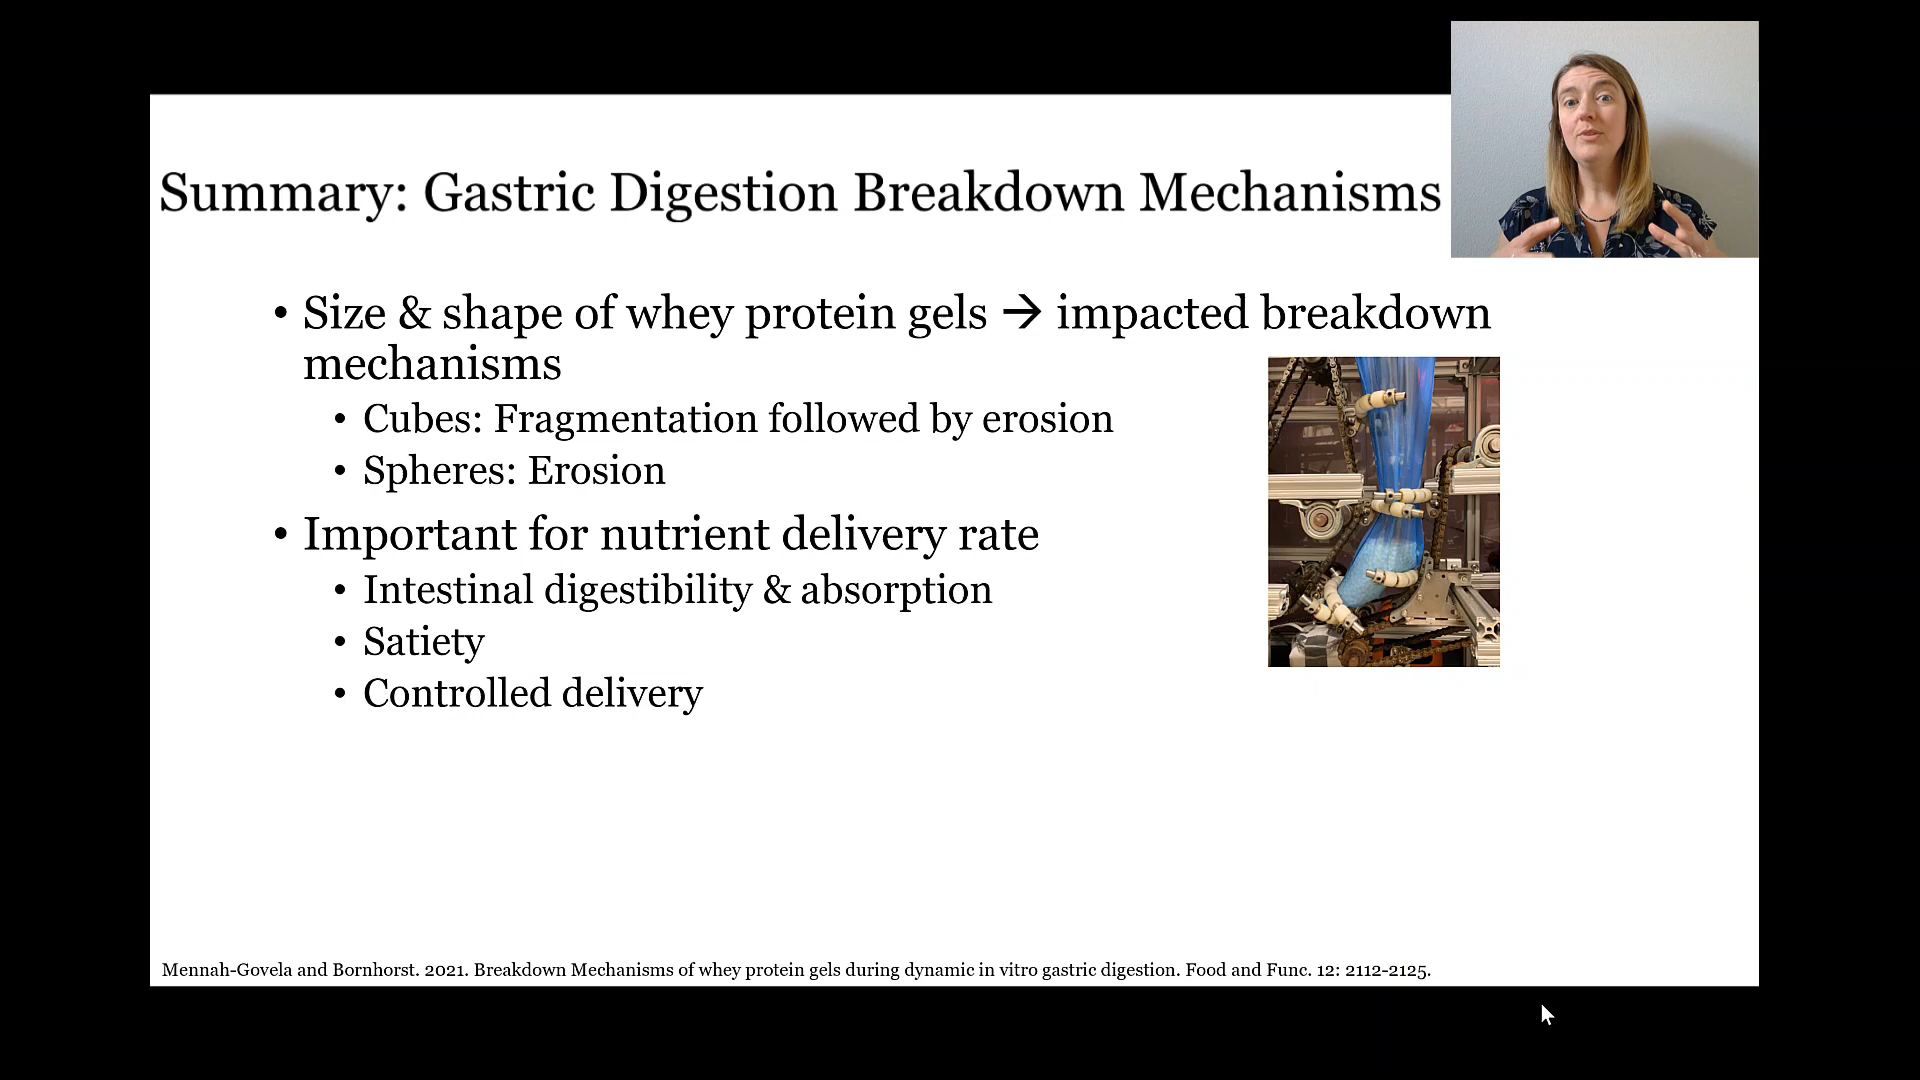 Summary: Gastric Digestion Breakdown Mechanisms
• Size & shape of whey protein gels → impacted breakdown
mechanisms
• Cubes: Fragmentation followed by erosion
• Spheres: Erosion
• Important for nutrient delivery rate
• Intestinal digestibility & absorption
• Satiety
• Controlled delivery
Mennah-Govela and Bornhorst. 2021. Breakdown Mechanisms of whey protein gels during dynamic in vitro gastric digestion. Food and Func. 12: 2112-2125.